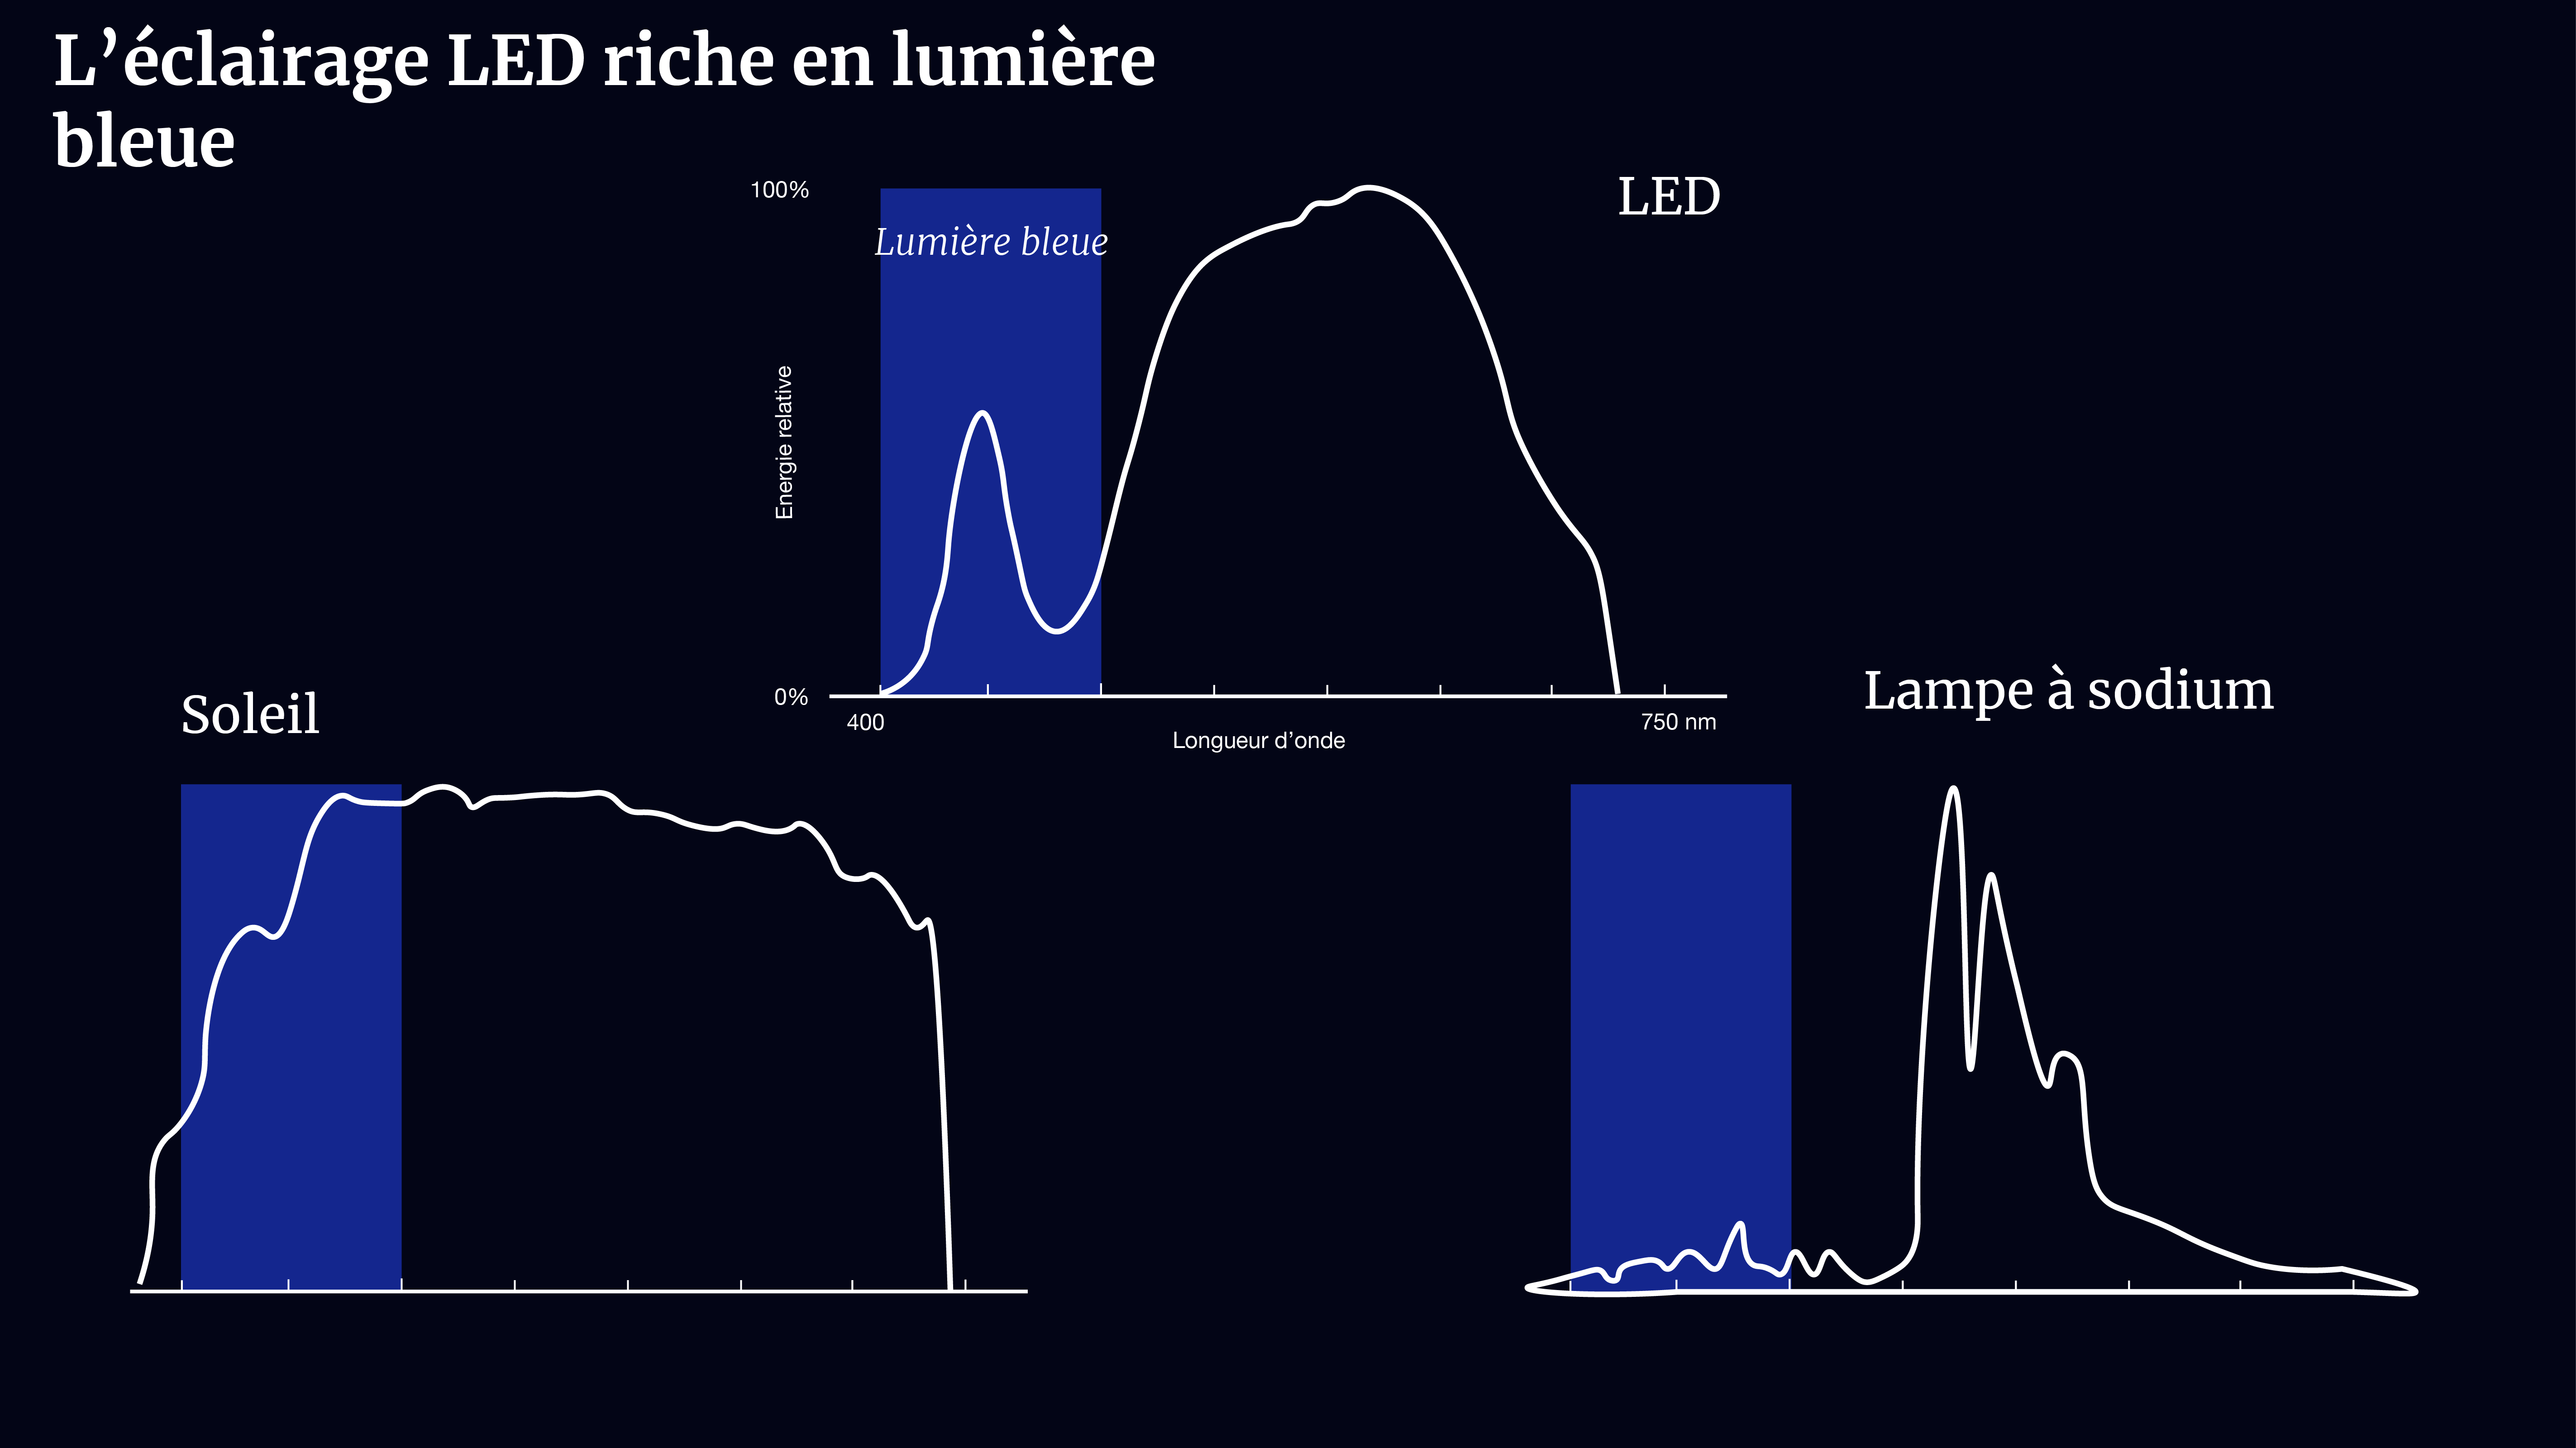 L’éclairage LED riche en lumière
bleue
LED
100%
Lumière bleue
Energie relative
0%
400
750 nm
Longueur d’onde
Soleil
Lampe à sodium